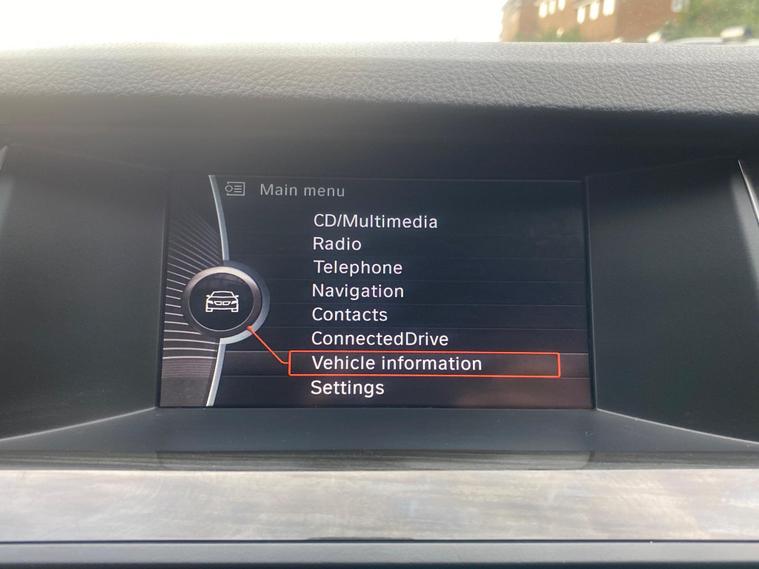 Main menu
CD/Multimedia
Radio
Telephone
Navigation
Contacts
ConnectedDrive
Vehicle information
Settings